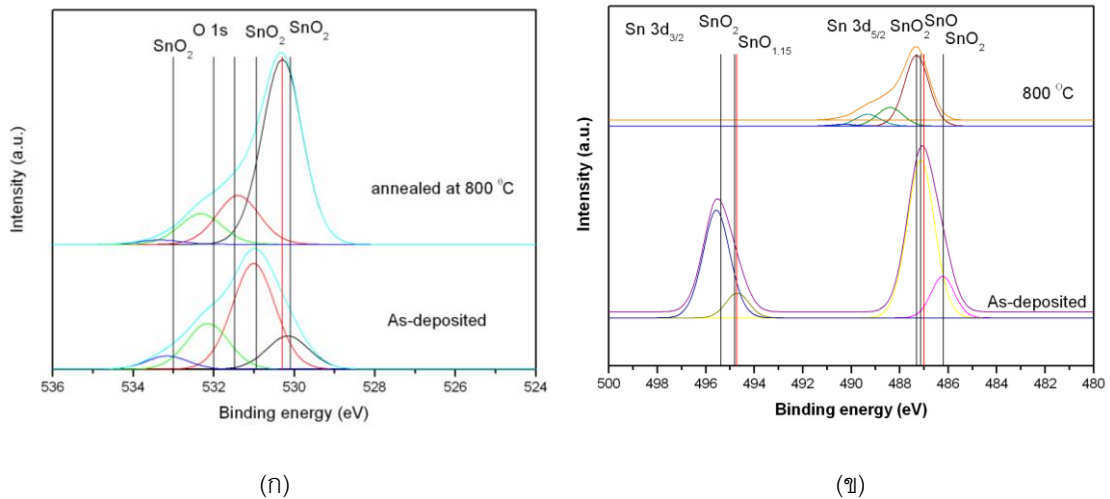 O 1s
SnO₂ SnO₂ SnO₂
annealed at 800 °C
As-deposited
Intensity (a.u.)
536 534 532 530 528 526 524
Binding energy (eV)
(ก)
Sn 3d₃/₂ SnO₂ Sn 3d₅/₂ SnO₂ SnO
SnO₁.₁₅ SnO₂
800 °C
As-deposited
Intensity (a.u.)
500 498 496 494 492 490 488 486 484 482 480
Binding energy (eV)
(ข)